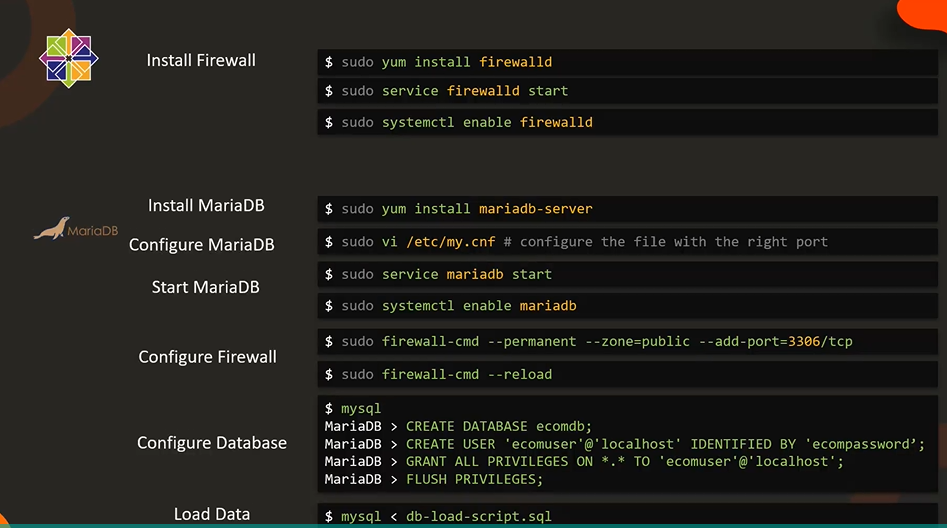 Install Firewall
$ sudo yum install firewalld
$ sudo service firewalld start
$ sudo systemctl enable firewalld
Install MariaDB
$ sudo yum install mariadb-server
MariaDB
Configure MariaDB
$ sudo vi /etc/my.cnf # configure the file with the right port
Start MariaDB
$ sudo service mariadb start
$ sudo systemctl enable mariadb
Configure Firewall
$ sudo firewall-cmd --permanent --zone=public --add-port=3306/tcp
$ sudo firewall-cmd --reload
Configure Database
$ mysql
MariaDB > CREATE DATABASE ecomdb;
MariaDB > CREATE USER 'ecomuser'@'localhost' IDENTIFIED BY 'ecompassword’;
MariaDB > GRANT ALL PRIVILEGES ON *.* TO 'ecomuser‘@'localhost';
MariaDB > FLUSH PRIVILEGES;
Load Data
$ mysql < db-load-script.sql